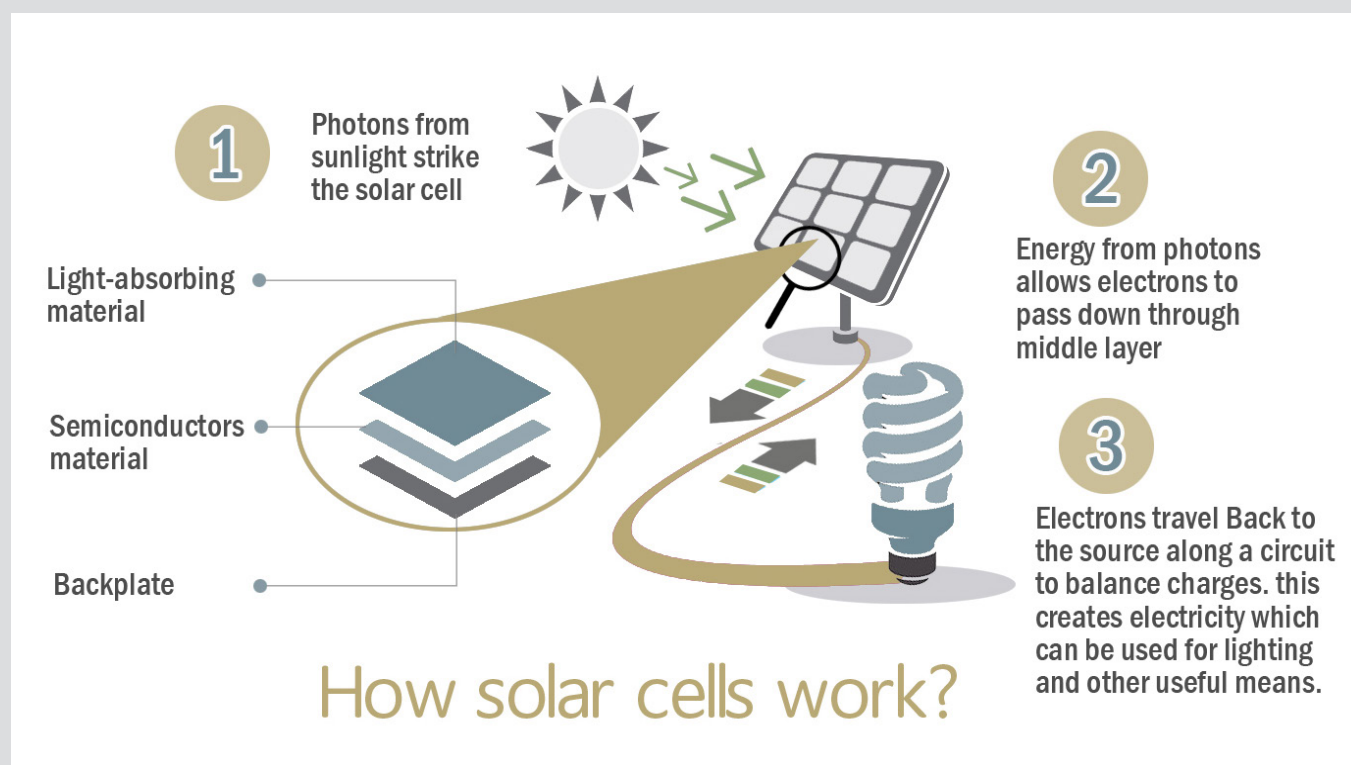 1
Photons from
sunlight strike
the solar cell
2
Energy from photons
allows electrons to
pass down through
middle layer
Light-absorbing
material
Semiconductors
material
Backplate
3
Electrons travel Back to
the source along a circuit
to balance charges. this
creates electricity which
can be used for lighting
and other useful means.
How solar cells work?